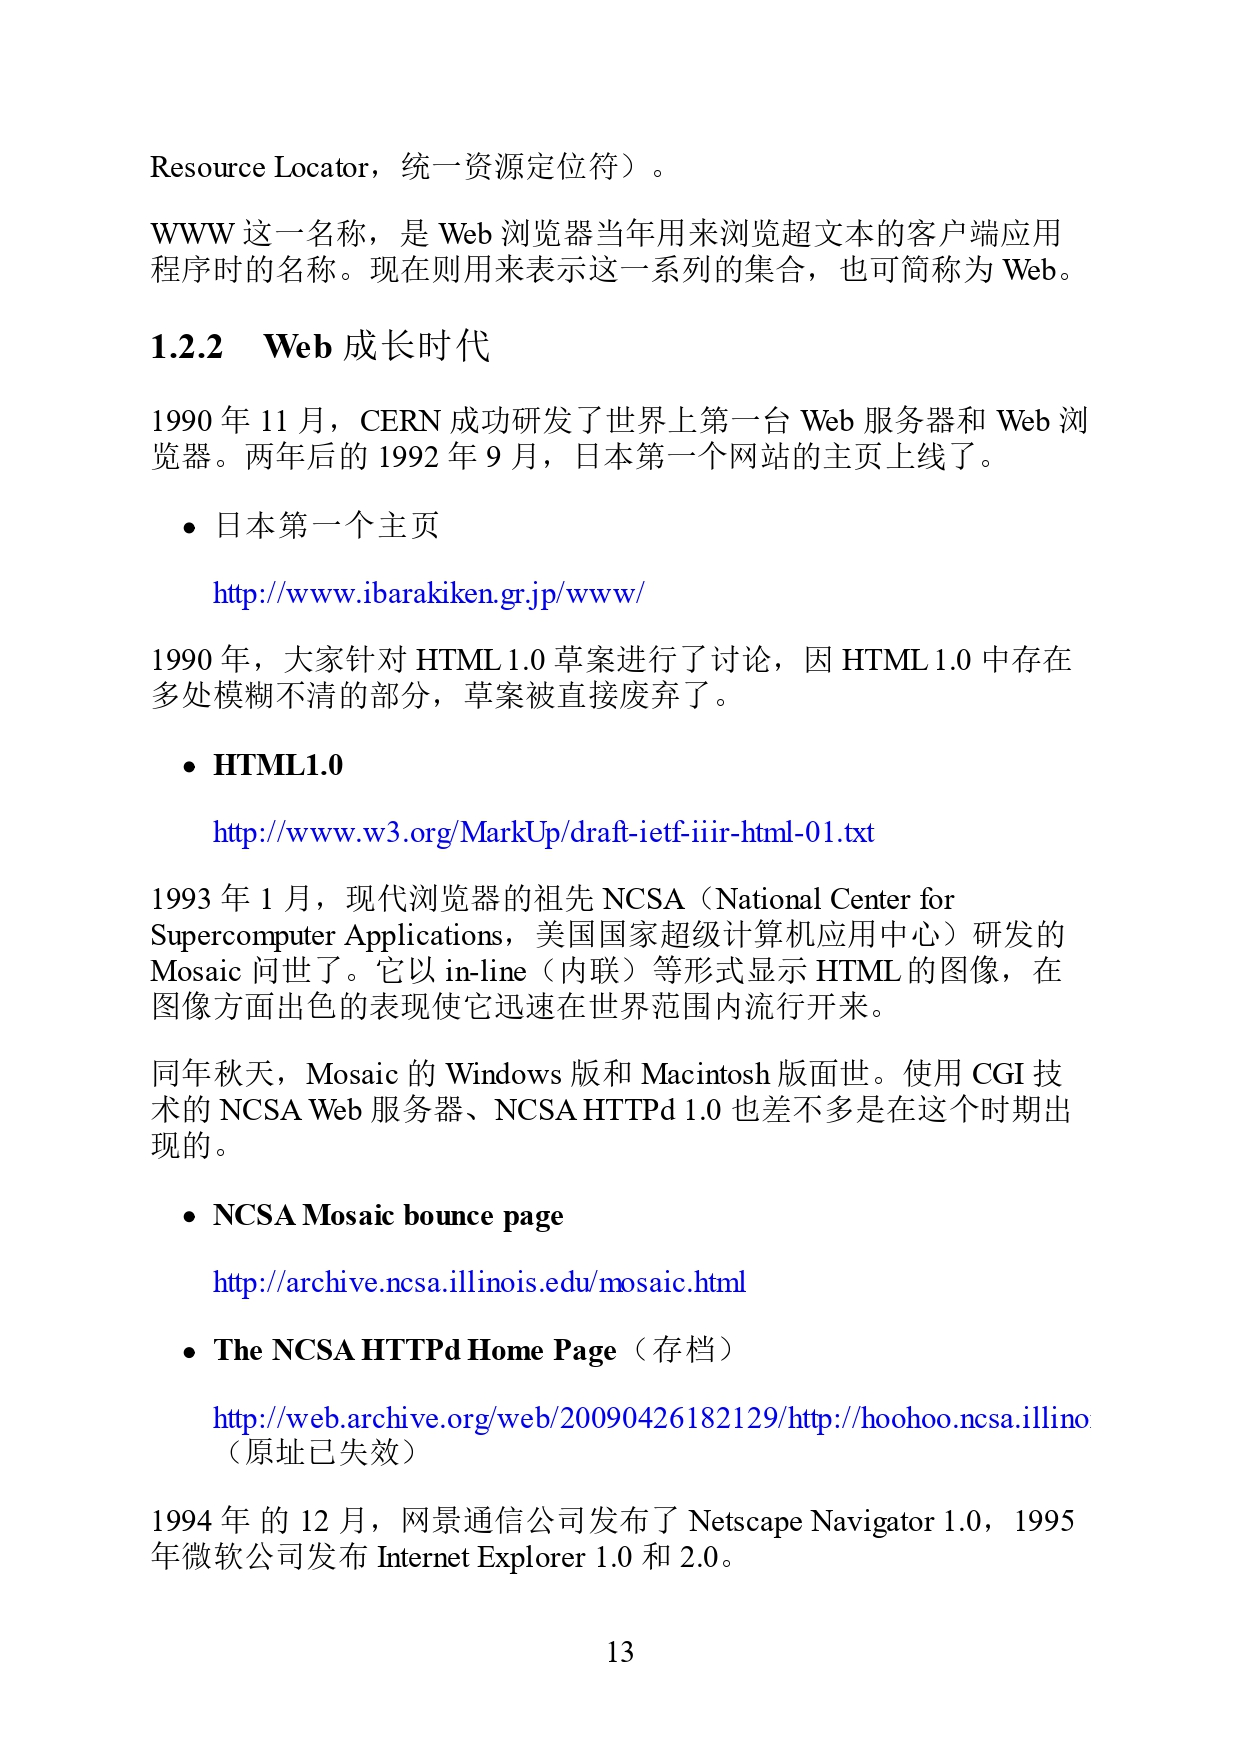 Resource Locator，统一资源定位符）。
WWW 这一名称，是 Web 浏览器当年用来浏览超文本的客户端应用
程序时的名称。现在则用来表示这一系列的集合，也可简称为 Web。
1.2.2 Web 成长时代
1990 年 11 月，CERN 成功研发了世界上第一台 Web 服务器和 Web 浏
览器。两年后的 1992 年 9 月，日本第一个网站的主页上线了。
● 日本第一个主页
http://www.ibarakiken.gr.jp/www/
1990 年，大家针对 HTML 1.0 草案进行了讨论，因 HTML 1.0 中存在
多处模糊不清的部分，草案被直接废弃了。
● HTML1.0
http://www.w3.org/MarkUp/draft-ietf-iiir-html-01.txt
1993 年 1 月，现代浏览器的祖先 NCSA（National Center for
Supercomputer Applications，美国国家超级计算机应用中心）研发的
Mosaic 问世了。它以 in-line（内联）等形式显示 HTML 的图像，在
图像方面出色的表现使它迅速在世界范围内流行开来。
同年秋天，Mosaic 的 Windows 版和 Macintosh 版面世。使用 CGI 技
术的 NCSA Web 服务器、NCSA HTTPd 1.0 也差不多是在这个时期出
现的。
● NCSA Mosaic bounce page
http://archive.ncsa.illinois.edu/mosaic.html
● The NCSA HTTPd Home Page（存档）
http://web.archive.org/web/20090426182129/http://hoohoo.ncsa.illino
（原址已失效）
1994 年 的 12 月，网景通信公司发布了 Netscape Navigator 1.0，1995
年微软公司发布 Internet Explorer 1.0 和 2.0。
13